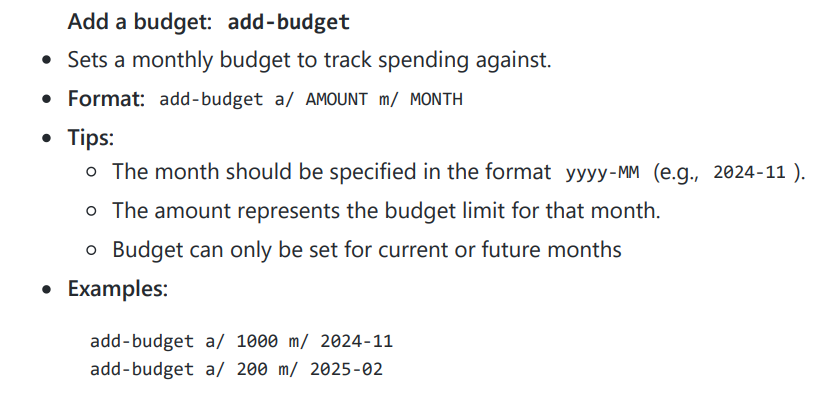 Add a budget: add-budget
• Sets a monthly budget to track spending against.
• Format: add-budget a/ AMOUNT m/ MONTH
• Tips:
◦ The month should be specified in the format yyyy-MM (e.g., 2024-11 ).
◦ The amount represents the budget limit for that month.
◦ Budget can only be set for current or future months
• Examples:
add-budget a/ 1000 m/ 2024-11
add-budget a/ 200 m/ 2025-02